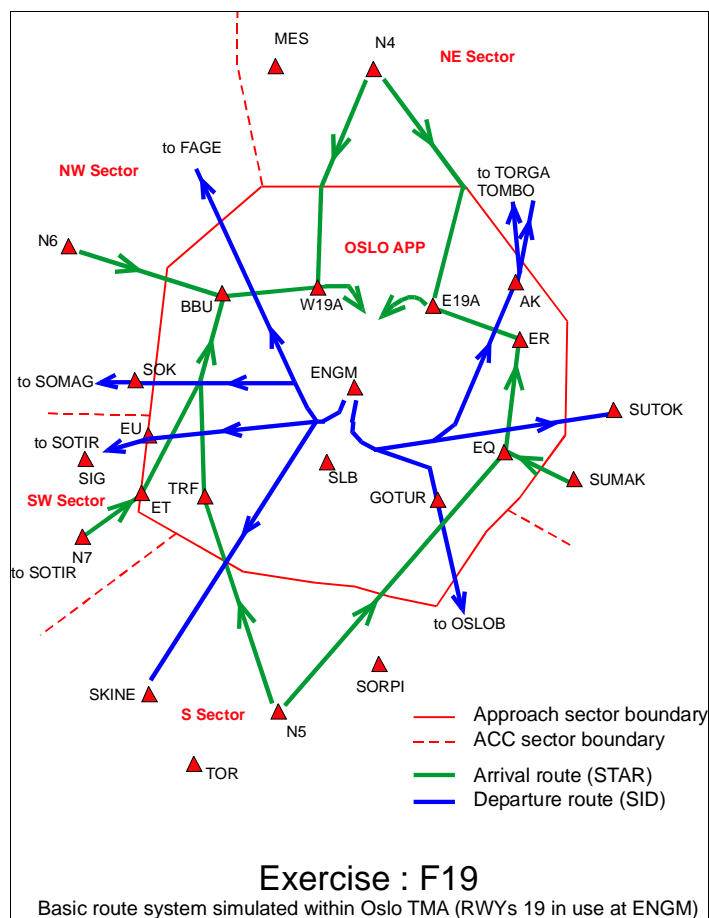 MES
N4
NE Sector
to FAGE
NW Sector
to TORGA
TOMBO
N6
OSLO APP
BBU
W19A
E19A
AK
ER
SOK
ENGM
to SOMAG
SUTOK
EU
to SOTIR
SIG
SLB
EQ
SUMAK
SW Sector
ET
TRF
GOTUR
N7
to SOTIR
to OSLOB
SORPI
SKINE
S Sector
N5
TOR
Approach sector boundary
ACC sector boundary
Arrival route (STAR)
Departure route (SID)
Exercise : F19
Basic route system simulated within Oslo TMA (RWYs 19 in use at ENGM)